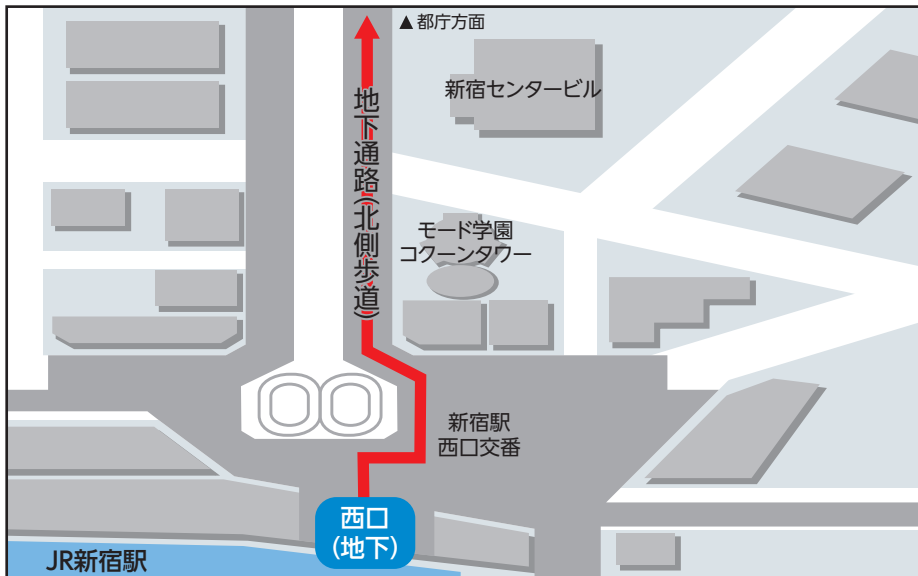 ▲都庁方面
新宿センタービル
地下通路(北側歩道)
モード学園
コクーンタワー
新宿駅
西口交番
西口
(地下)
JR新宿駅